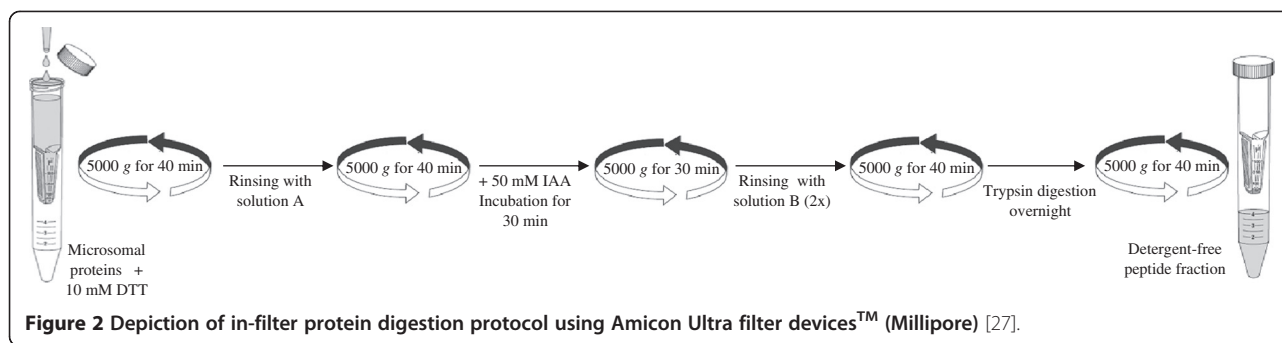 5000 g for 40 min
5000 g for 40 min
5000 g for 30 min
5000 g for 40 min
5000 g for 40 min
Rinsing with
solution A
+ 50 mM IAA
Incubation for
30 min
Rinsing with
solution B (2x)
Trypsin digestion
overnight
Microsomal
proteins +
10 mM DTT
Detergent-free
peptide fraction
Figure 2 Depiction of in-filter protein digestion protocol using Amicon Ultra filter devices™ (Millipore) [27].